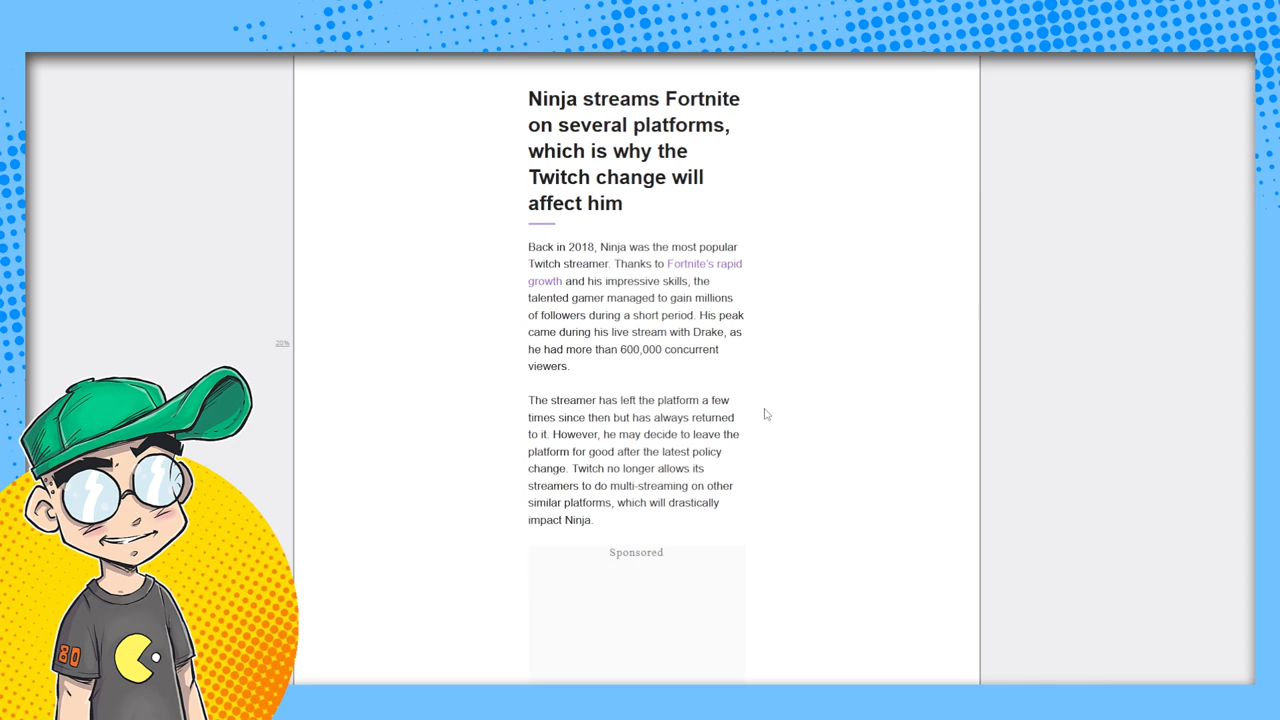 Ninja streams Fortnite
on several platforms,
which is why the
Twitch change will
affect him
Back in 2018, Ninja was the most popular
Twitch streamer. Thanks to Fortnite's rapid
growth and his impressive skills, the
talented gamer managed to gain millions
of followers during a short period. His peak
came during his live stream with Drake, as
he had more than 600,000 concurrent
viewers.
20%
The streamer has left the platform a few
times since then but has always returned
to it. However, he may decide to leave the
platform for good after the latest policy
change. Twitch no longer allows its
streamers to do multi-streaming on other
similar platforms, which will drastically
impact Ninja.
Sponsored
80